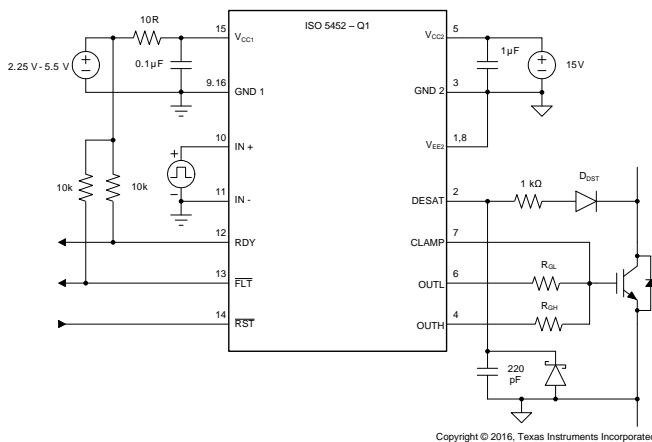 ISO 5452 – Q1
10R
15
VCC1
VCC2
5
2.25 V - 5.5 V
0.1µF
1µF
15V
9.16
GND 1
GND 2
3
10
IN +
VEE2
1,8
10k
10k
11
IN -
DESAT
2
1 kΩ
DDST
12
RDY
CLAMP
7
13
FLT
OUTL
6
RGL
14
RST
OUTH
4
RGH
220
pF
Copyright © 2016, Texas Instruments Incorporated